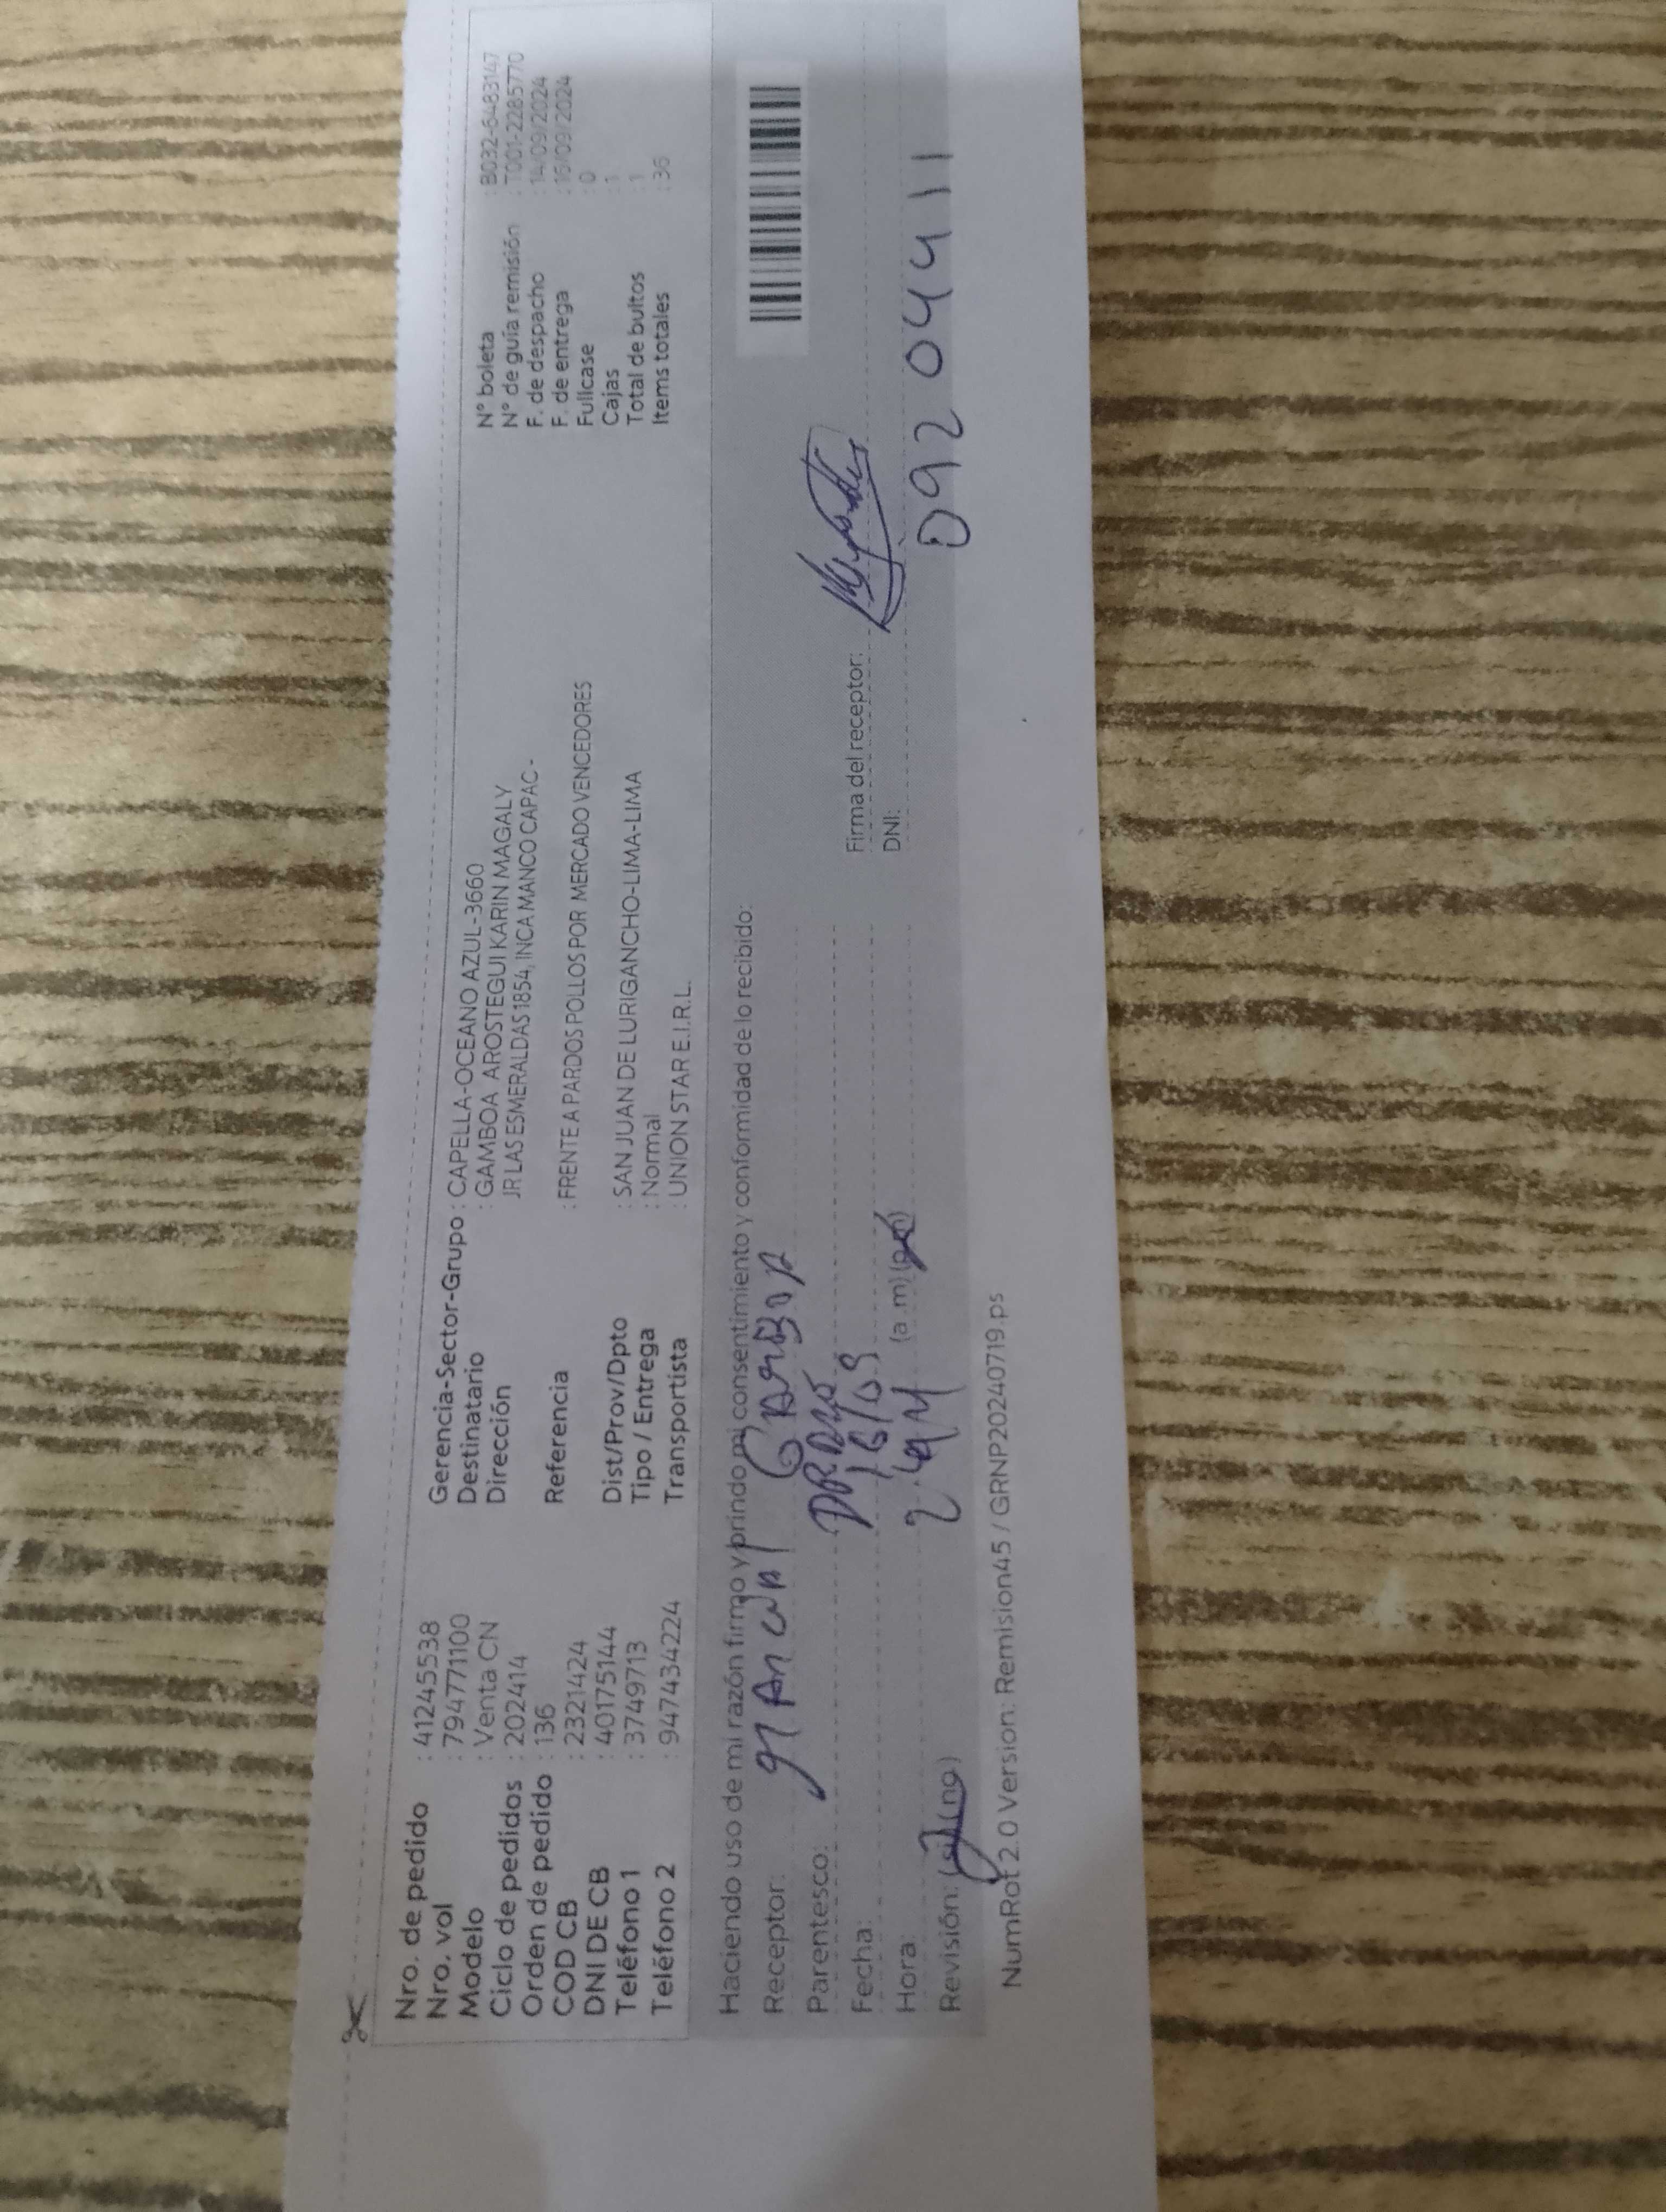 Nro. de pedido : 41245538
Nro. vol : 794771100
Modelo : Venta CN
Ciclo de pedidos : 202414
Orden de pedido : 136
COD CB : 2321424
DNI DE CB : 40175144
Teléfono 1 : 3749713
Teléfono 2 : 947434224
Gerencia-Sector-Grupo : CAPELLA-OCEANO AZUL-3660
Destinatario : GAMBOA AROSTEGUI KARIN MAGALY
Dirección JR LAS ESMERALDAS 1854, INCA MANCO CAPAC -
Referencia : FRENTE A PARDOS POLLOS POR MERCADO VENCEDORES
Dist/Prov/Dpto : SAN JUAN DE LURIGANCHO-LIMA-LIMA
Tipo / Entrega : Normal
Transportista : UNION STAR E.I.R.L.
N° boleta : B032-6483147
N° de guía remisión : T001-2285770
F. de despacho : 14/09/2024
F. de entrega : 16/09/2024
Fullcase : 0
Cajas : 1
Total de bultos : 1
Items totales : 36
Haciendo uso de mi razón firmo y brindo mi consentimiento y conformidad de lo recibido:
Receptor: Gamboa
Parentesco:
Fecha: 16/09
Hora: (a.m) (p.m)
Revisión: (si) (no)
Firma del receptor:
DNI: 09204411
NumRot 2.0 Version: Remision45 / GRNP20240719.ps